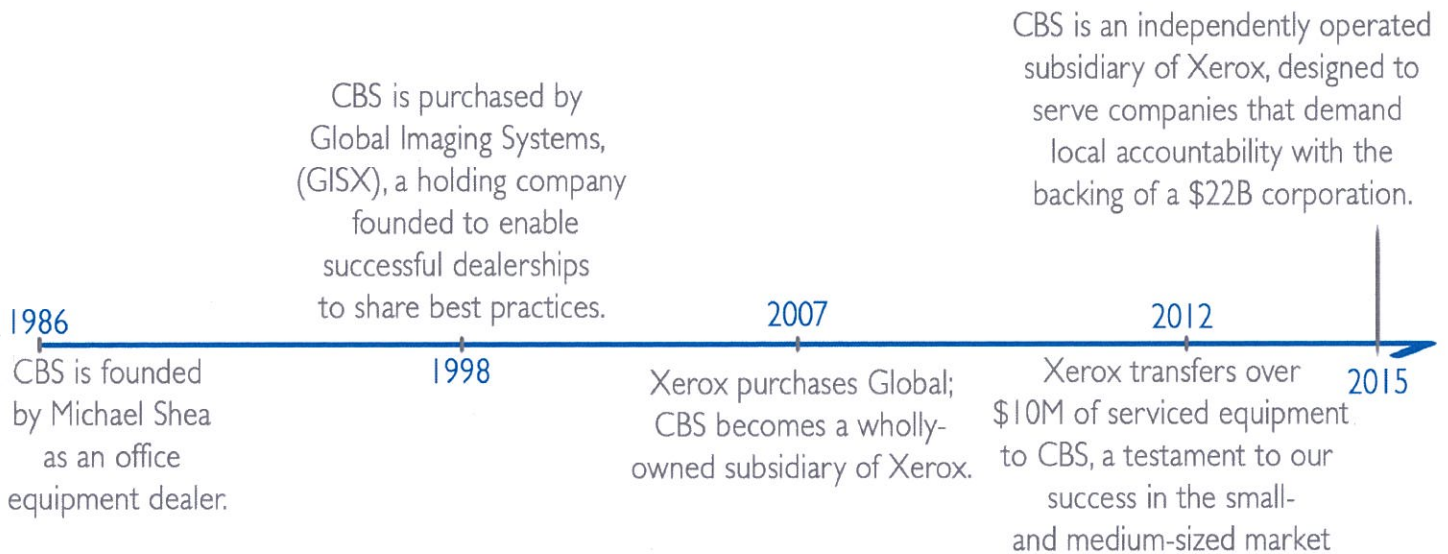 1986
CBS is founded
by Michael Shea
as an office
equipment dealer.
CBS is purchased by
Global Imaging Systems,
(GISX), a holding company
founded to enable
successful dealerships
to share best practices.
1998
2007
Xerox purchases Global;
CBS becomes a wholly-
owned subsidiary of Xerox.
2012
Xerox transfers over
$10M of serviced equipment
to CBS, a testament to our
success in the small-
and medium-sized market
CBS is an independently operated
subsidiary of Xerox, designed to
serve companies that demand
local accountability with the
backing of a $22B corporation.
2015